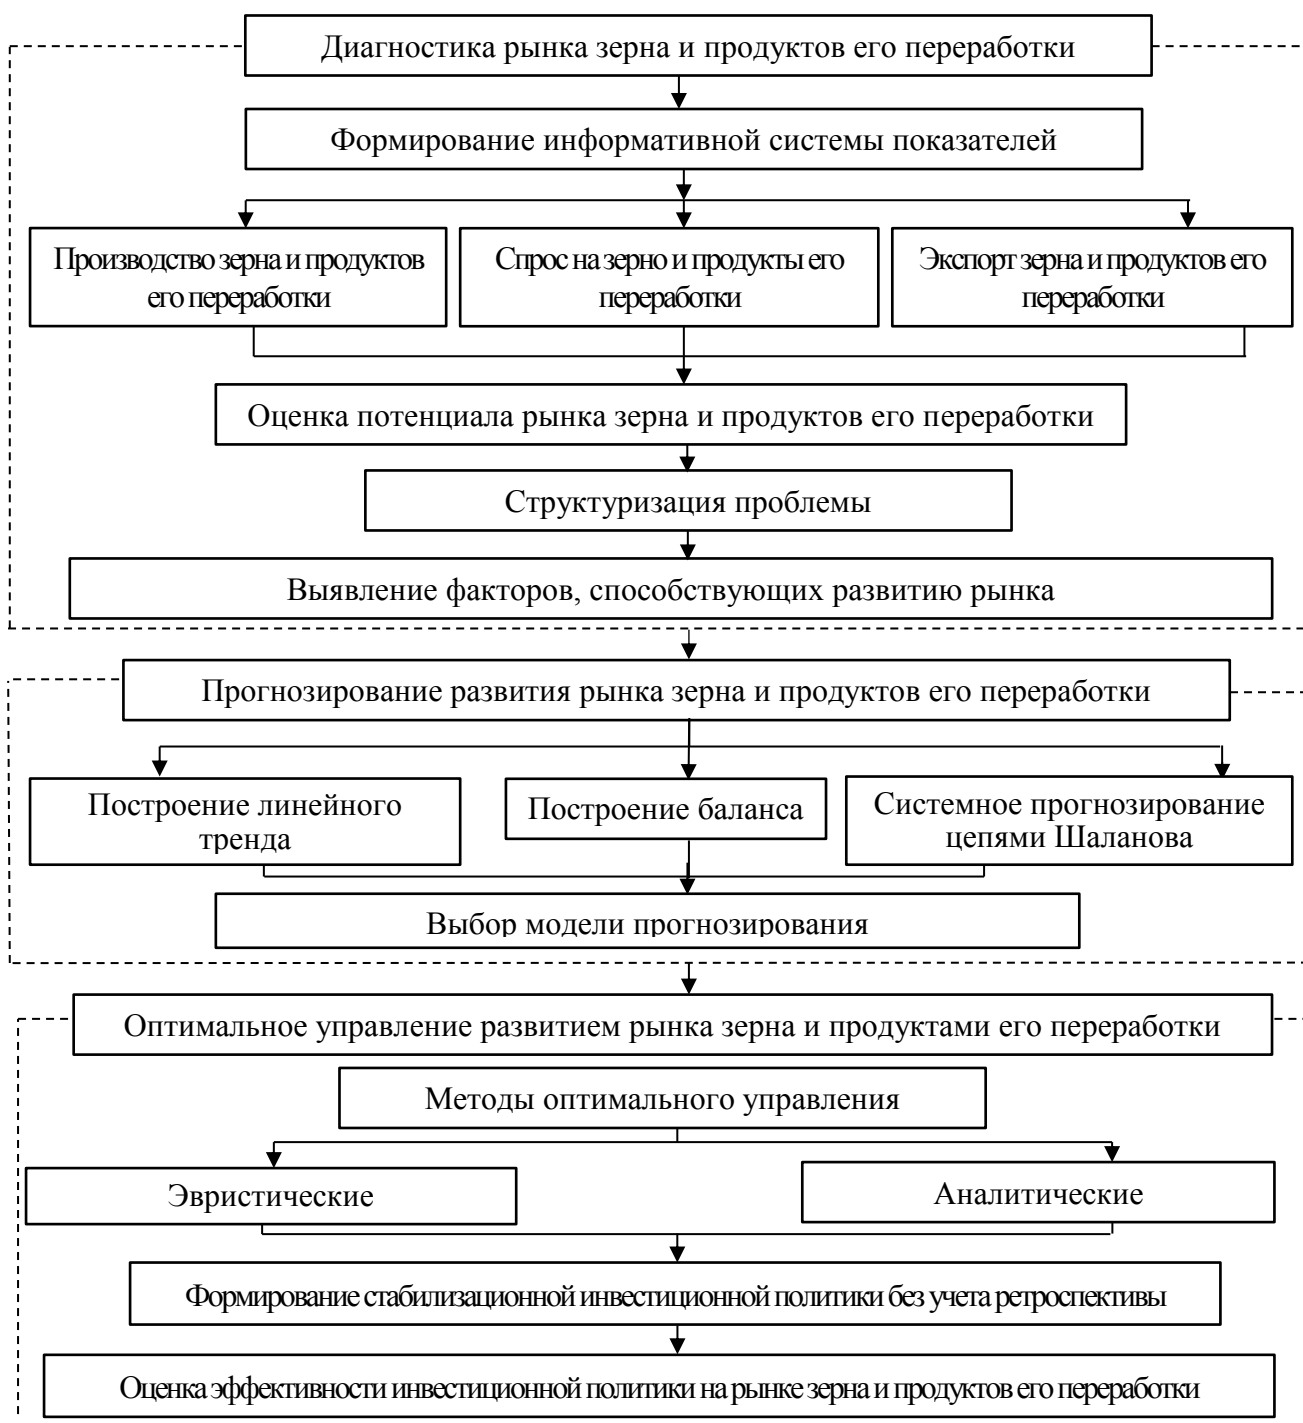 Диагностика рынка зерна и продуктов его переработки
Формирование информативной системы показателей
Производство зерна и продуктов
его переработки
Спрос на зерно и продукты его
переработки
Экспорт зерна и продуктов его
переработки
Оценка потенциала рынка зерна и продуктов его переработки
Структуризация проблемы
Выявление факторов, способствующих развитию рынка
Прогнозирование развития рынка зерна и продуктов его переработки
Построение линейного
тренда
Построение баланса
Системное прогнозирование
цепями Шаланова
Выбор модели прогнозирования
Оптимальное управление развитием рынка зерна и продуктами его переработки
Методы оптимального управления
Эвристические
Аналитические
Формирование стабилизационной инвестиционной политики без учета ретроспективы
Оценка эффективности инвестиционной политики на рынке зерна и продуктов его переработки